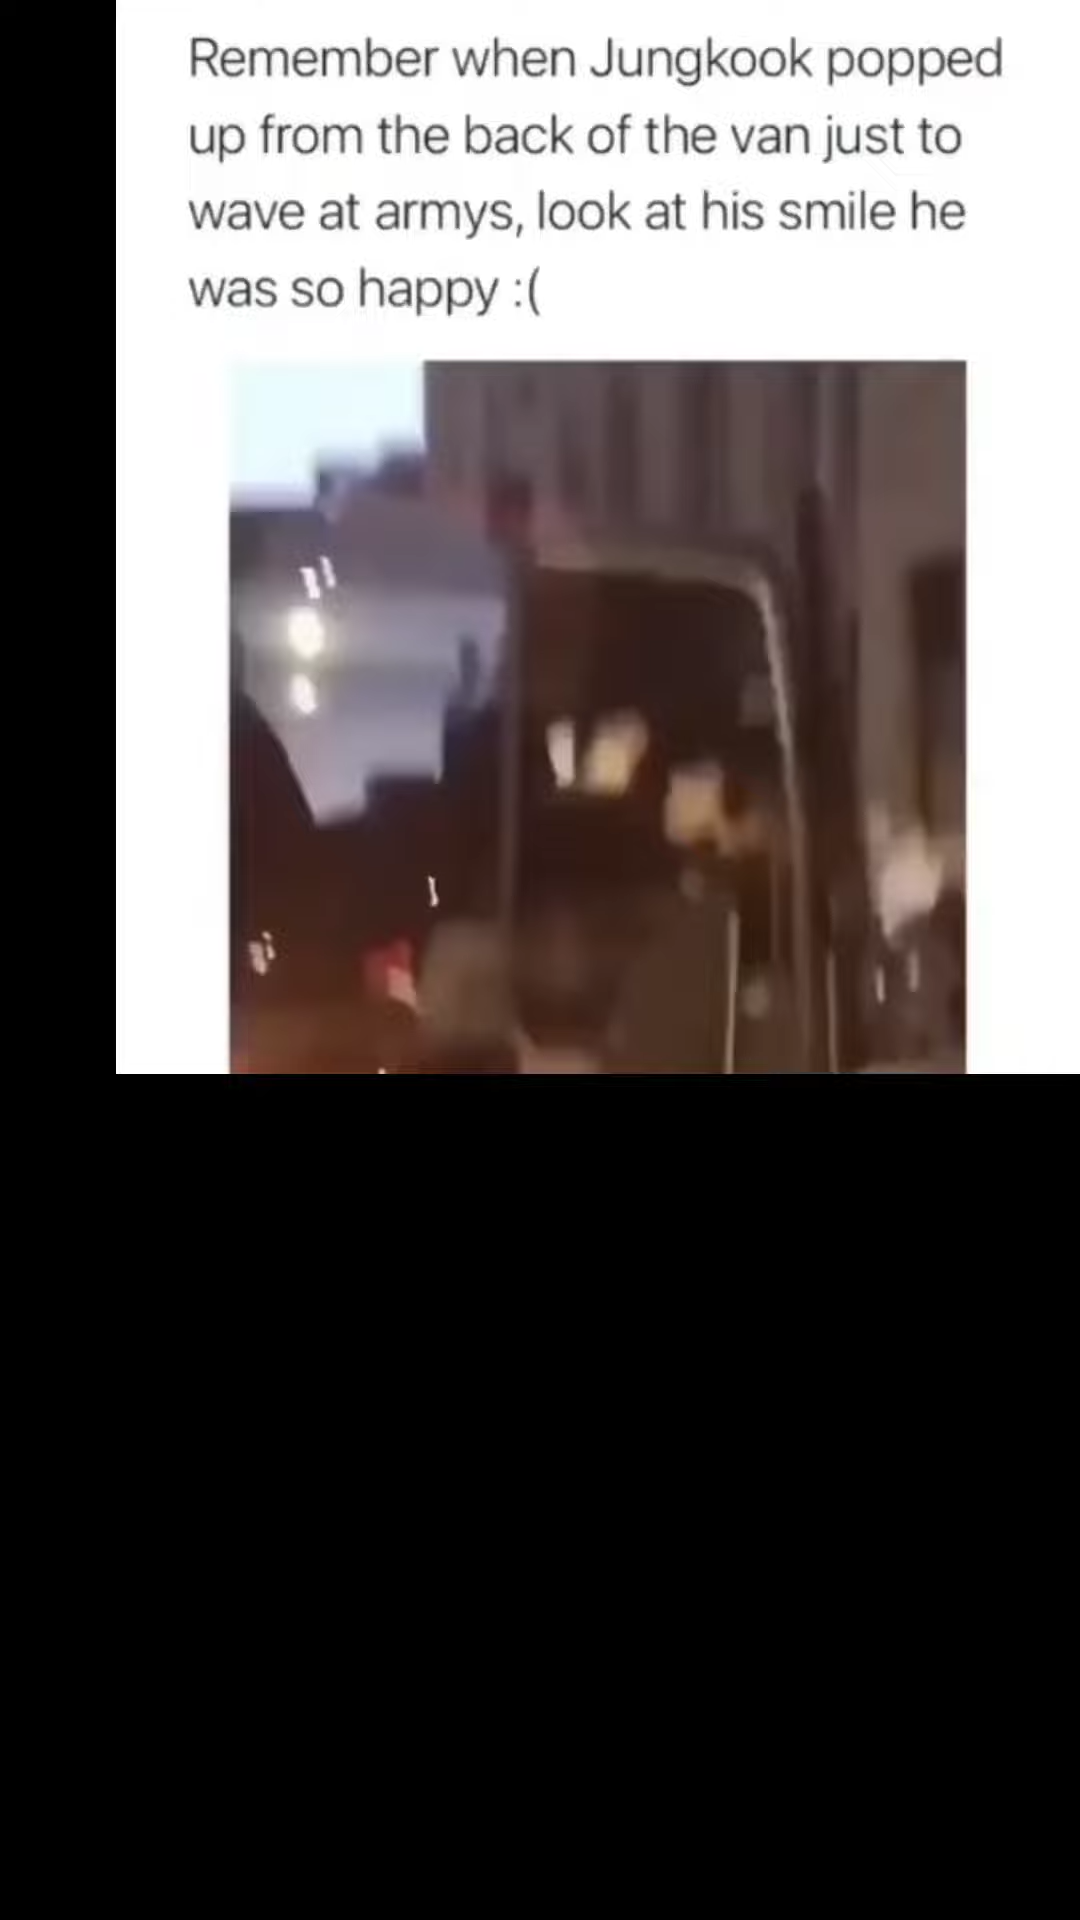 Remember when Jungkook popped
up from the back of the van just to
wave at armys, look at his smile he
was so happy :(